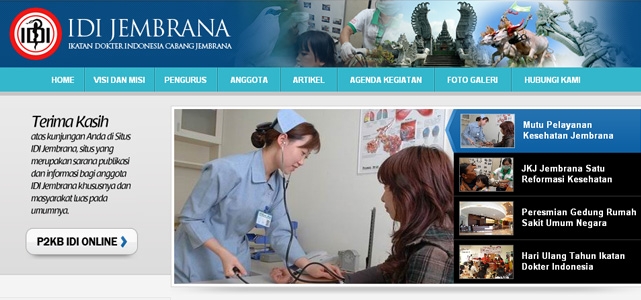 IDI
IDI JEMBRANA
IKATAN DOKTER INDONESIA CABANG JEMBRANA
HOME
VISI DAN MISI
PENGURUS
ANGGOTA
ARTIKEL
AGENDA KEGIATAN
FOTO GALERI
HUBUNGI KAMI
Terima Kasih
atas kunjungan Anda di Situs
IDI Jembrana, situs yang
merupakan sarana publikasi
dan informasi bagi anggota
IDI Jembrana khususnya dan
masyarakat luas pada
umumnya.
P2KB IDI ONLINE
Mutu Pelayanan
Kesehatan Jembrana
JKJ Jembrana Satu
Reformasi Kesehatan
Peresmian Gedung Rumah
Sakit Umum Negara
Hari Ulang Tahun Ikatan
Dokter Indonesia